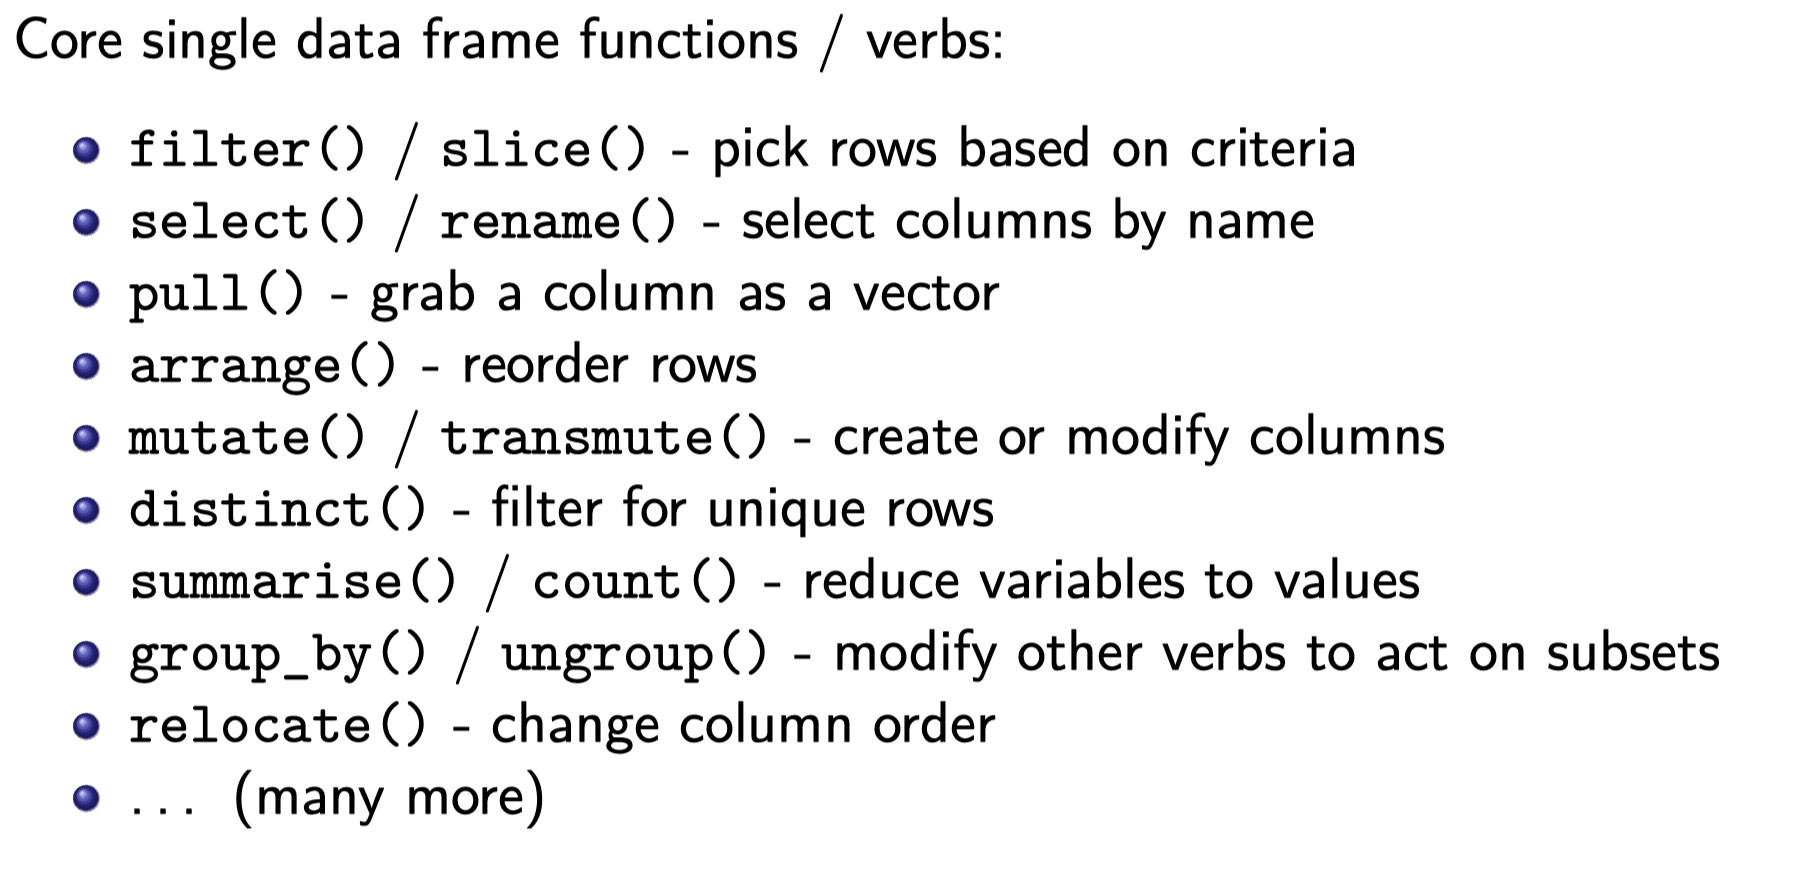 Core single data frame functions / verbs:
filter() / slice() - pick rows based on criteria
select() / rename() - select columns by name
pull() - grab a column as a vector
arrange() - reorder rows
mutate() / transmute() - create or modify columns
distinct() - filter for unique rows
summarise() / count() - reduce variables to values
group_by() / ungroup() - modify other verbs to act on subsets
relocate() - change column order
... (many more)